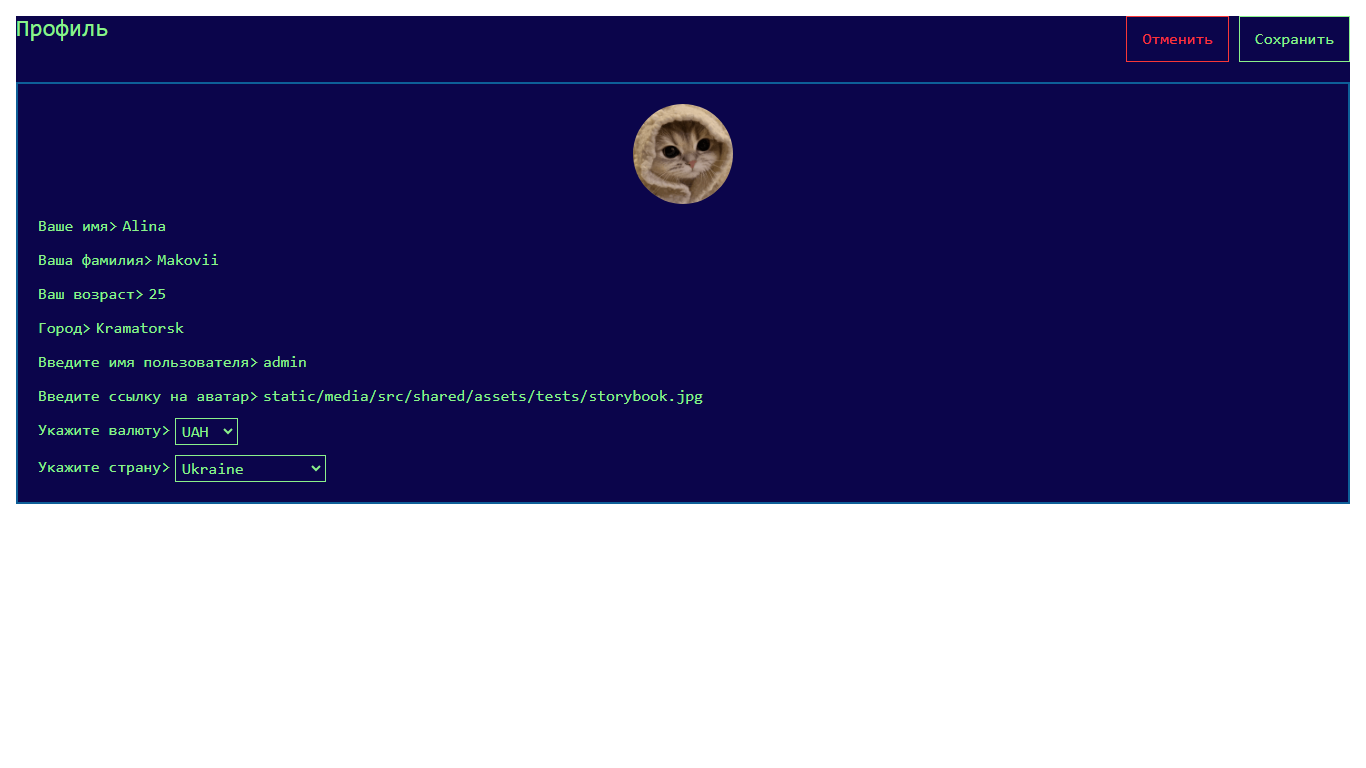 Профиль
Отменить
Сохранить
Ваше имя> Alina
Ваша фамилия> Makovii
Ваш возраст> 25
Город> Kramatorsk
Введите имя пользователя> admin
Введите ссылку на аватар> static/media/src/shared/assets/tests/storybook.jpg
Укажите валюту> UAH
Укажите страну> Ukraine